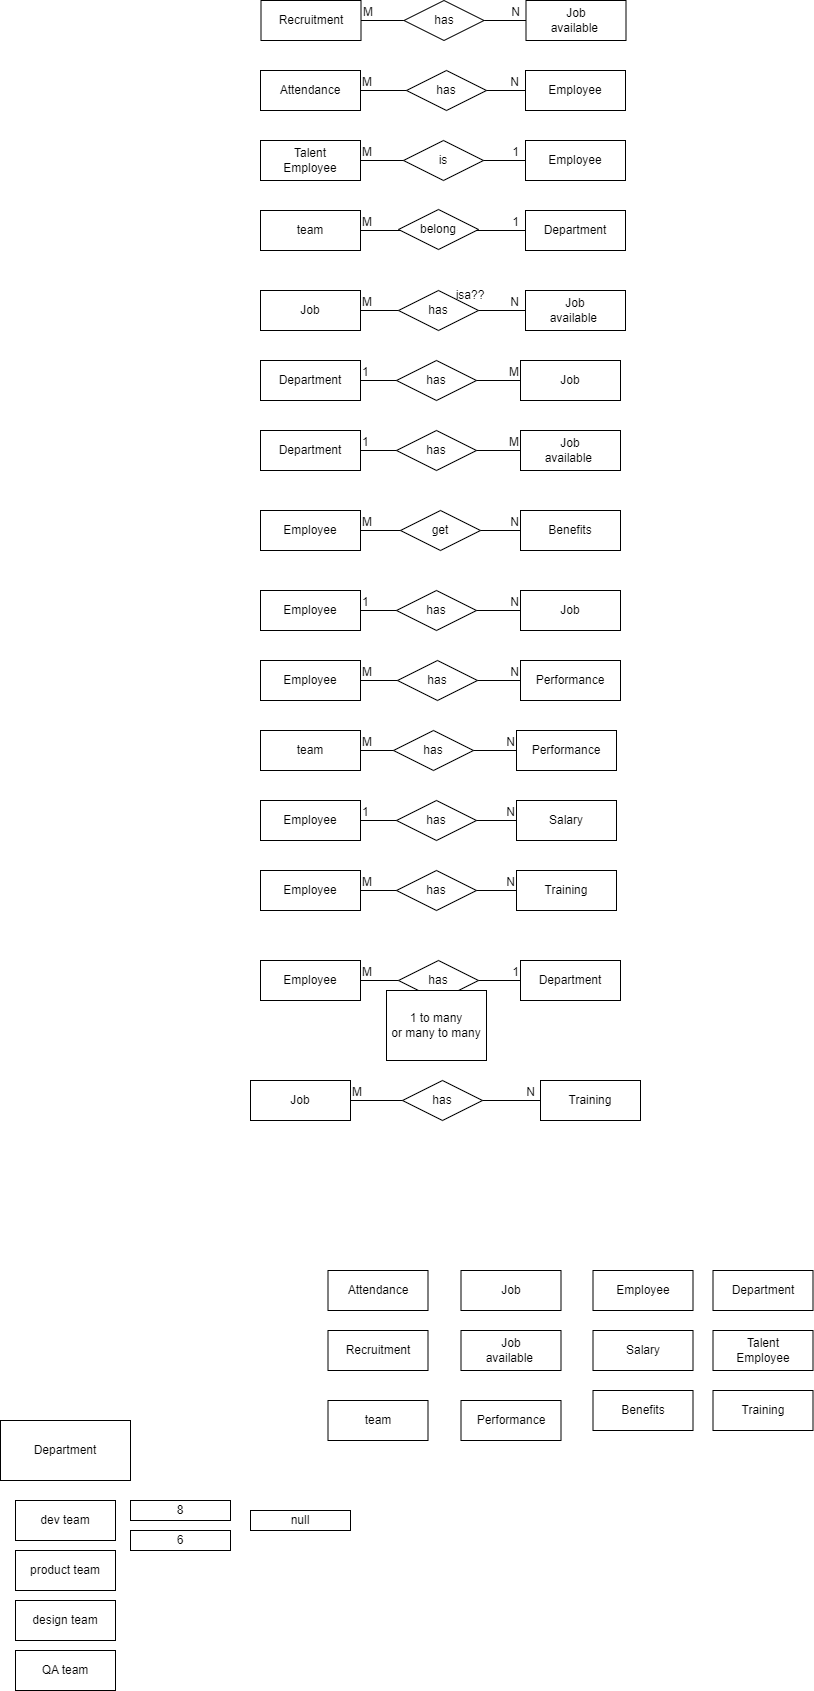 Recruitment M has N Job
available
Attendance M has N Employee
Talent
Employee M is 1 Employee
team M belong 1 Department
isa??
Job M has N Job
available
Department 1 has M Job
Department 1 has M Job
available
Employee M get N Benefits
Employee 1 has N Job
Employee M has N Performance
team M has N Performance
Employee 1 has N Salary
Employee M has N Training
Employee M has 1 Department
1 to many
or many to many
Job M has N Training
Attendance Job Employee Department
Recruitment Job
available Salary Talent
Employee
team Performance Benefits Training
Department
dev team 8 null
6
product team
design team
QA team